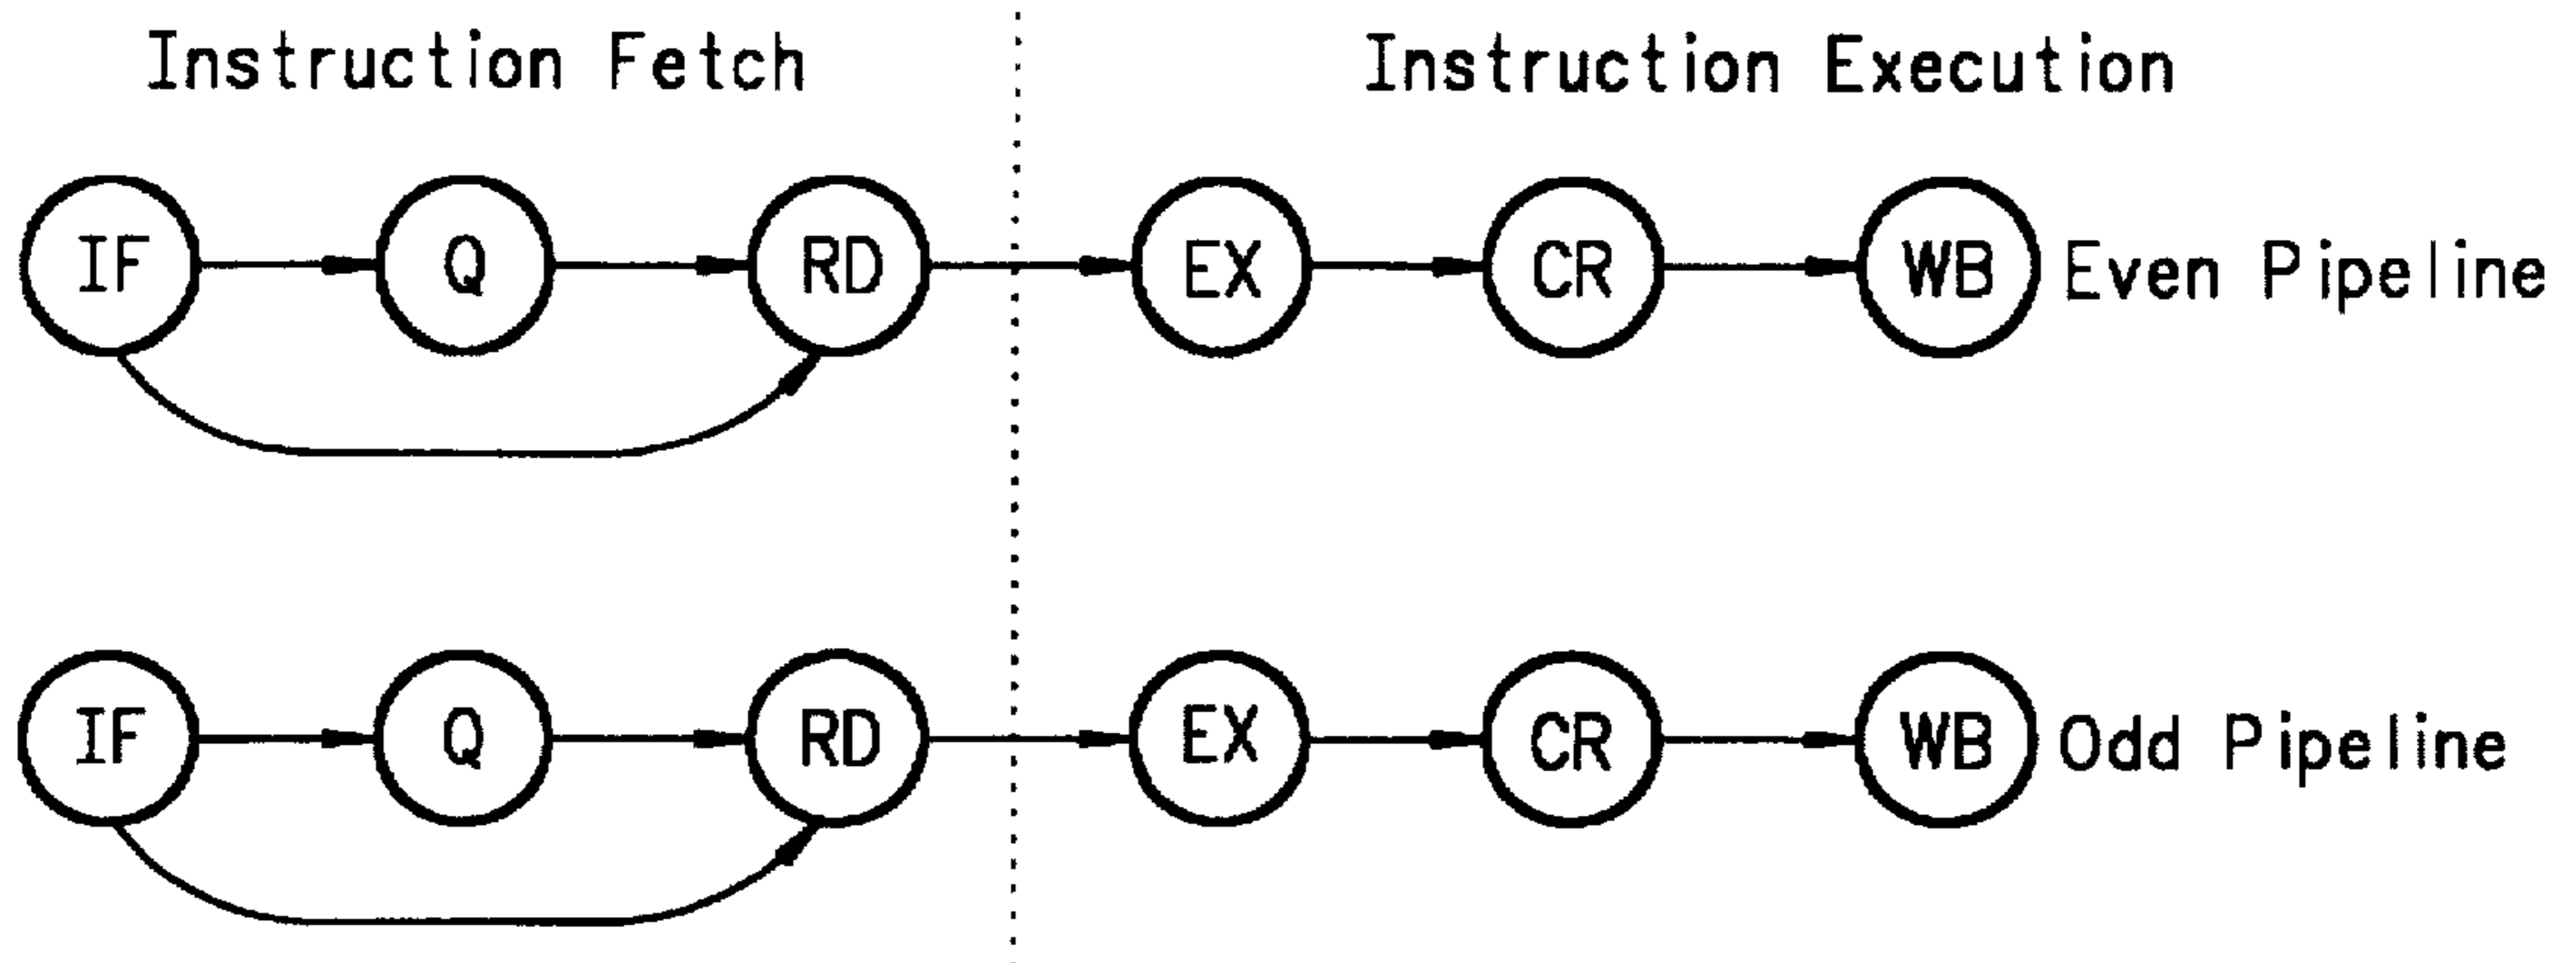 Instruction Fetch Instruction Execution
IF Q RD EX CR WB Even Pipeline
IF Q RD EX CR WB Odd Pipeline